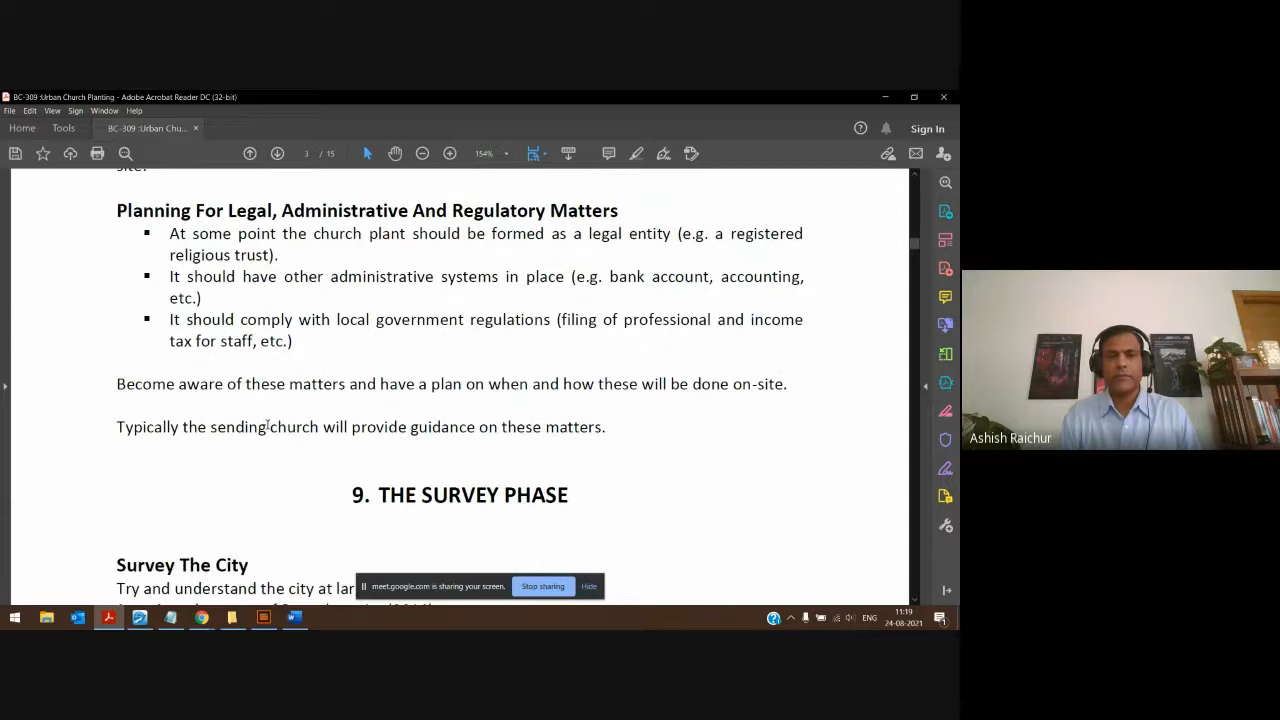 BC-309 :Urban Church Planting - Adobe Acrobat Reader DC (32-bit)
File Edit View Sign Window Help
Home Tools BC-309 :Urban Chu... × Sign In
3 / 15 154%
site.
Planning For Legal, Administrative And Regulatory Matters
▪ At some point the church plant should be formed as a legal entity (e.g. a registered
religious trust).
▪ It should have other administrative systems in place (e.g. bank account, accounting,
etc.)
▪ It should comply with local government regulations (filing of professional and income
tax for staff, etc.)
Become aware of these matters and have a plan on when and how these will be done on-site.
Typically the sending church will provide guidance on these matters.
Ashish Raichur
9. THE SURVEY PHASE
Survey The City
Try and understand the city at lar
meet.google.com is sharing your screen. Stop sharing Hide
ENG
11:19
24-08-2021